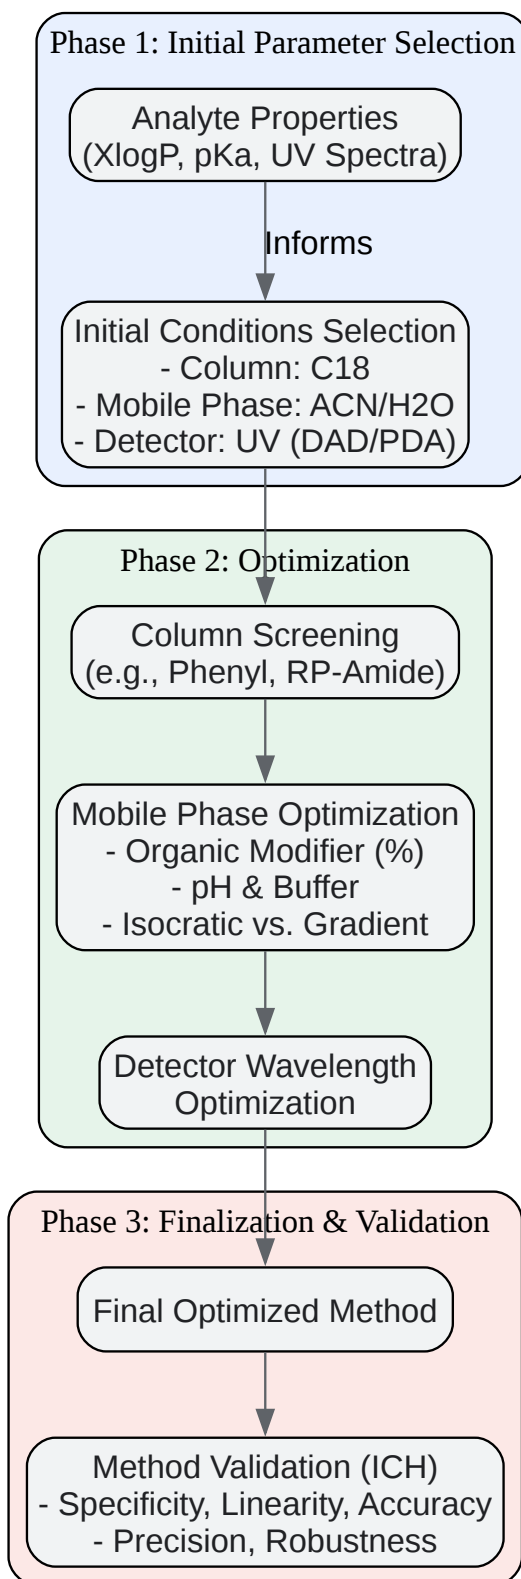 Phase 1: Initial Parameter Selection
Analyte Properties
(XlogP, pKa, UV Spectra)
Informs
Initial Conditions Selection
- Column: C18
- Mobile Phase: ACN/H2O
- Detector: UV (DAD/PDA)
Phase 2: Optimization
Column Screening
(e.g., Phenyl, RP-Amide)
Mobile Phase Optimization
- Organic Modifier (%)
- pH & Buffer
- Isocratic vs. Gradient
Detector Wavelength
Optimization
Phase 3: Finalization & Validation
Final Optimized Method
Method Validation (ICH)
- Specificity, Linearity, Accuracy
- Precision, Robustness